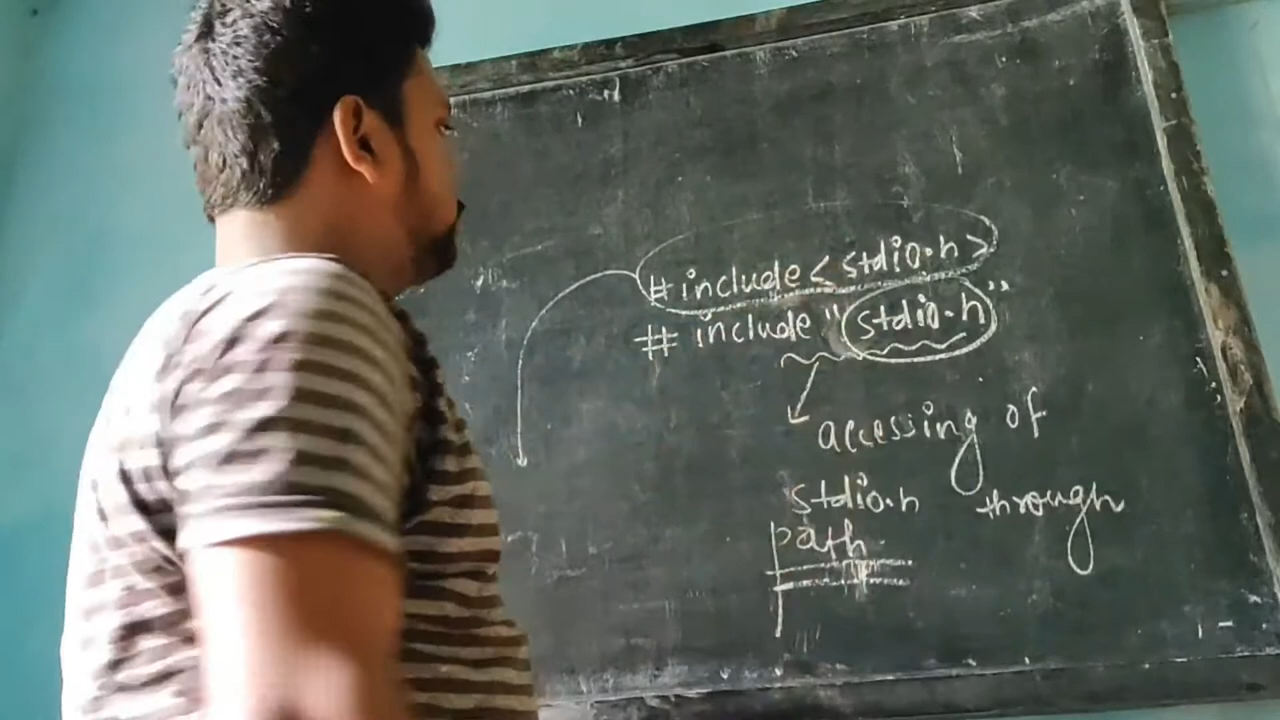 #include<stdio.h>
# include "stdio.h"
accessing of
stdio.h through
path.